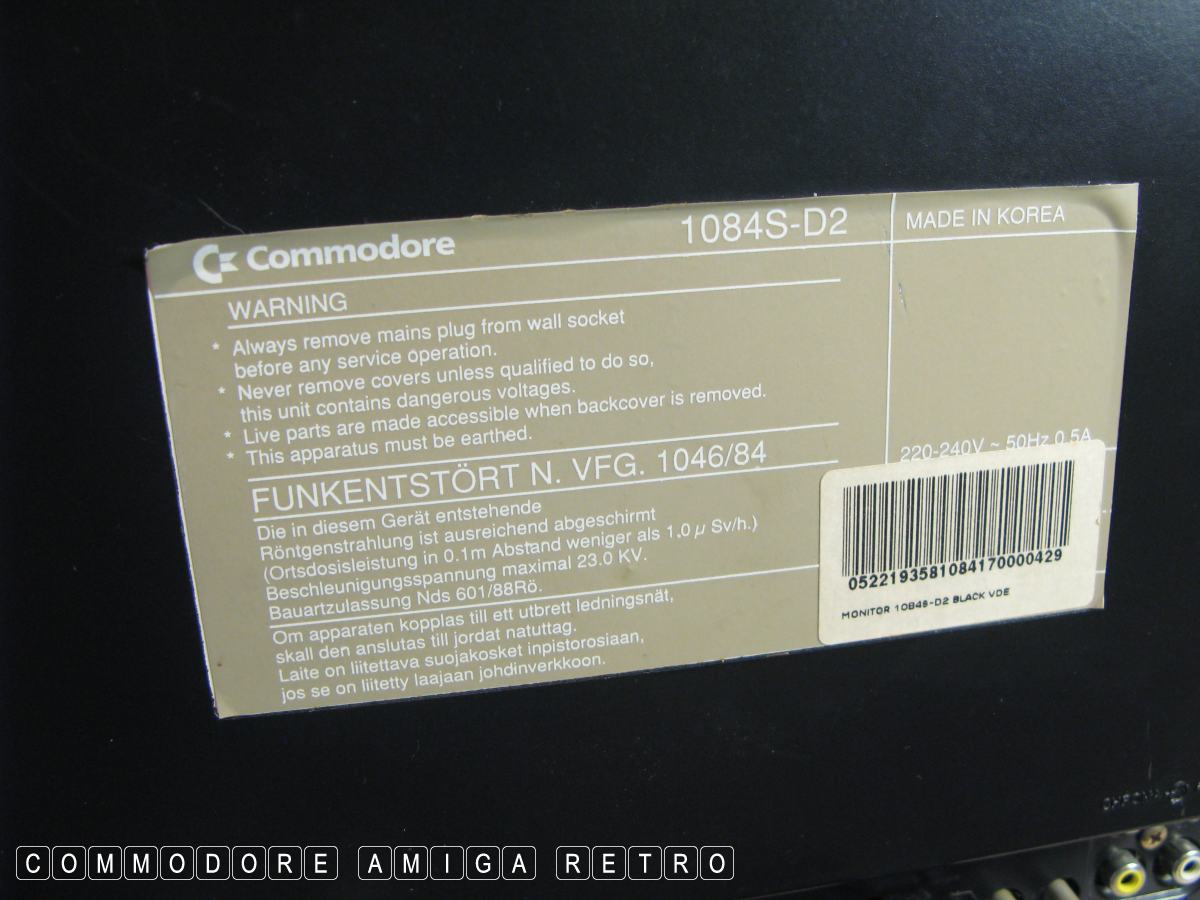 Commodore 1084S-D2 MADE IN KOREA
WARNING
* Always remove mains plug from wall socket
before any service operation.
* Never remove covers unless qualified to do so,
this unit contains dangerous voltages.
* Live parts are made accessible when backcover is removed.
* This apparatus must be earthed.
220-240V ~ 50Hz 0.5A
FUNKENTSTÖRT N. VFG. 1046/84
Die in diesem Gerät entstehende
Röntgenstrahlung ist ausreichend abgeschirmt
(Ortsdosisleistung in 0.1m Abstand weniger als 1,0 µ Sv/h.)
Beschleunigungsspannung maximal 23.0 KV.
Bauartzulassung Nds 601/88Rö.
Om apparaten kopplas till ett utbrett ledningsnät,
skall den anslutas till jordat natuttag.
Laite on liitettava suojakosket inpistorosiaan,
jos se on liitetty laajaan johdinverkkoon.
0522193581084170000429
MONITOR 1084S-D2 BLACK VDE
CHROMA
COMMODORE AMIGA RETRO